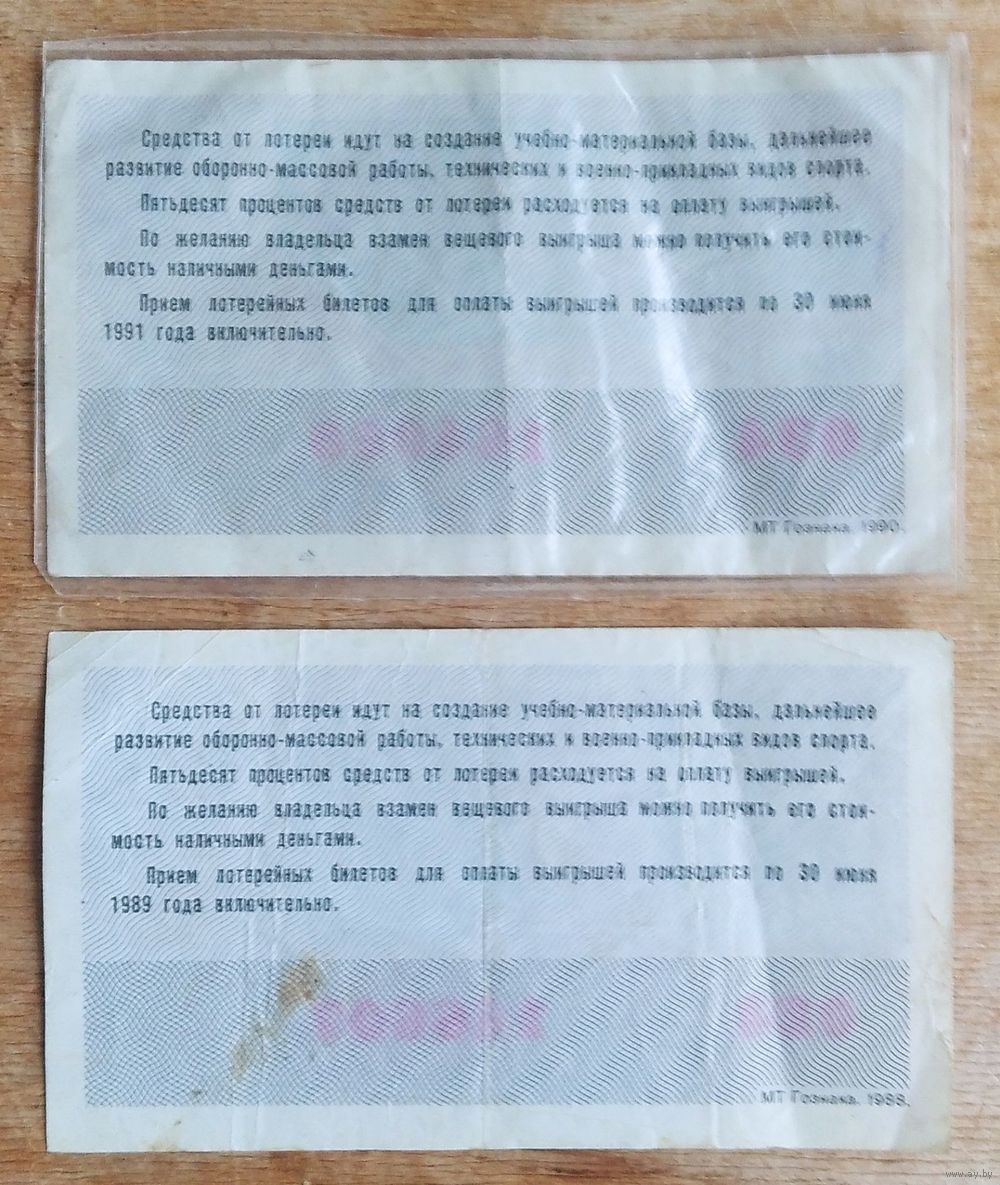 Средства от лотереи идут на создание учебно-материальной базы, дальнейшее
развитие оборонно-массовой работы, технических и военно-прикладных видов спорта.
Пятьдесят процентов средств от лотереи расходуется на оплату выигрышей.
По желанию владельца взамен вещевого выигрыша можно получить его стои-
мость наличными деньгами.
Прием лотерейных билетов для оплаты выигрышей производится по 30 июня
1991 года включительно.
МТ Гознака. 1990.
Средства от лотереи идут на создание учебно-материальной базы, дальнейшее
развитие оборонно-массовой работы, технических и военно-прикладных видов спорта.
Пятьдесят процентов средств от лотереи расходуется на оплату выигрышей.
По желанию владельца взамен вещевого выигрыша можно получить его стои-
мость наличными деньгами.
Прием лотерейных билетов для оплаты выигрышей производится по 30 июня
1989 года включительно.
МТ Гознака. 1988.
www.ay.by